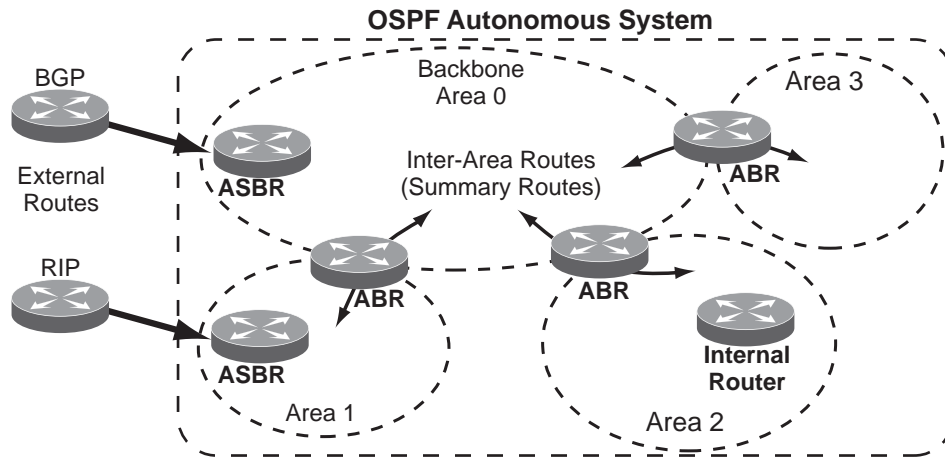 OSPF Autonomous System
BGP
Backbone
Area 0
Area 3
External
Routes
ASBR
Inter-Area Routes
(Summary Routes)
ABR
RIP
ABR
ABR
ASBR
Internal
Router
Area 1
Area 2